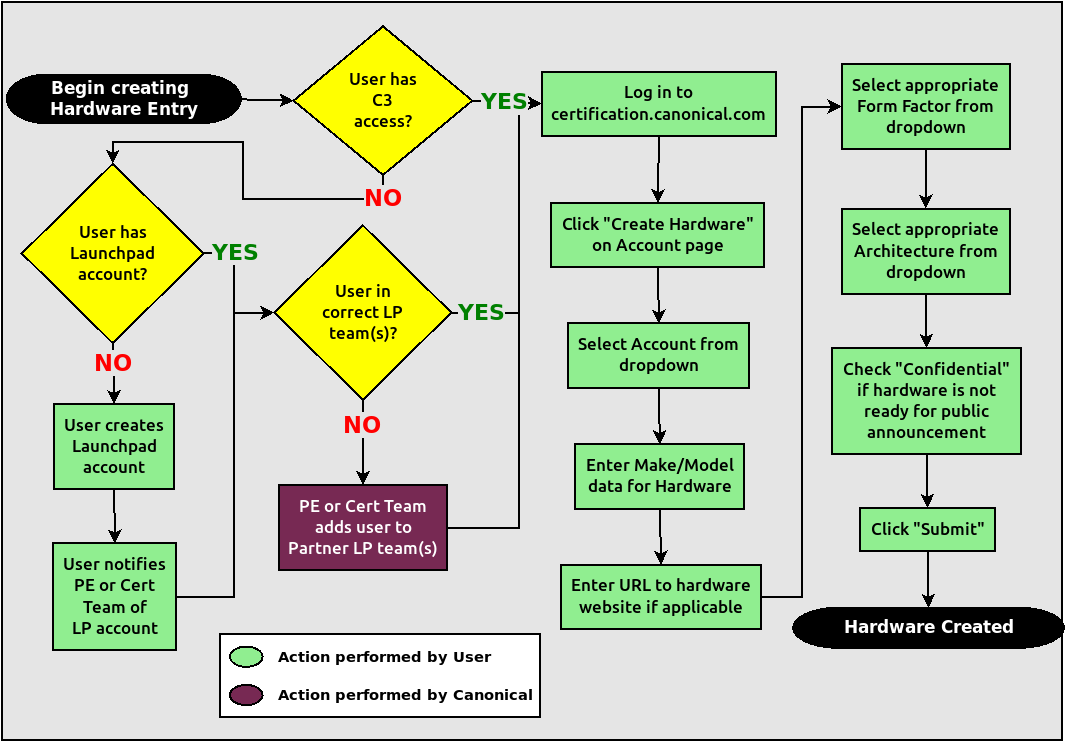 Begin creating
Hardware Entry
User has
C3
access?
YES
NO
User has
Launchpad
account?
YES
NO
User creates
Launchpad
account
User notifies
PE or Cert
Team of
LP account
User in
correct LP
team(s)?
YES
NO
PE or Cert Team
adds user to
Partner LP team(s)
Log in to
certification.canonical.com
Click "Create Hardware"
on Account page
Select Account from
dropdown
Enter Make/Model
data for Hardware
Enter URL to hardware
website if applicable
Select appropriate
Form Factor from
dropdown
Select appropriate
Architecture from
dropdown
Check "Confidential"
if hardware is not
ready for public
announcement
Click "Submit"
Hardware Created
Action performed by User
Action performed by Canonical